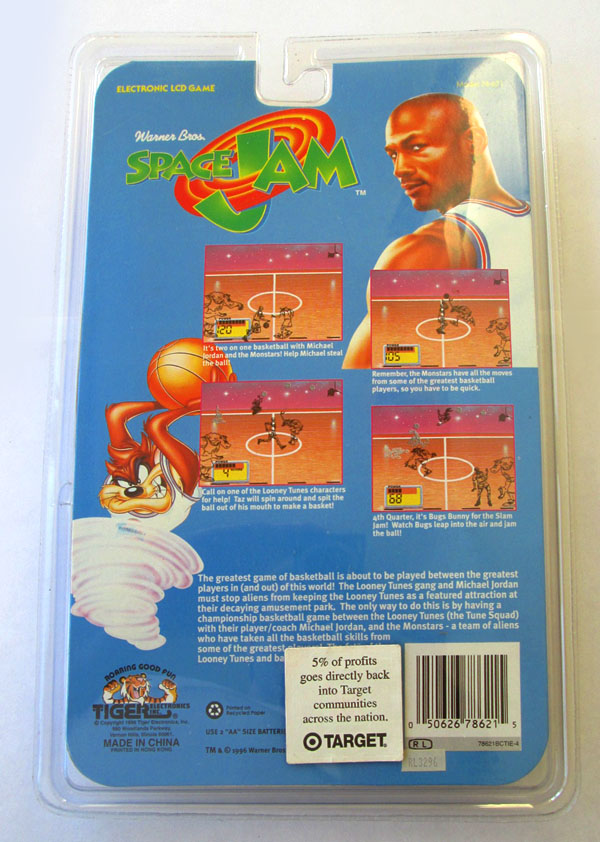 ELECTRONIC LCD GAME
Warner Bros.
SPACE JAM
TM
It's two on one basketball with Michael
Jordan and the Monstars! Help Michael steal
the ball!
Remember, the Monstars have all the moves
from some of the greatest basketball
players, so you have to be quick.
Call on one of the Looney Tunes characters
for help! Taz will spin around and spit the
ball out of his mouth to make a basket!
4th Quarter, it's Bugs Bunny for the Slam
Jam! Watch Bugs leap into the air and jam
the ball!
The greatest game of basketball is about to be played between the greatest
players in (and out) of this world! The Looney Tunes gang and Michael Jordan
must stop aliens from keeping the Looney Tunes as a featured attraction at
their decaying amusement park. The only way to do this is by having a
championship basketball game between the Looney Tunes (the Tune Squad)
with their player/coach Michael Jordan, and the Monstars - a team of aliens
who have taken all the basketball skills from
some of the greatest
Looney Tunes and
5% of profits
goes directly back
into Target
communities
across the nation.
TARGET.
ROARING GOOD FUN
TIGER ELECTRONICS INC.
MADE IN CHINA
PRINTED IN HONG KONG
Printed on
Recycled Paper
USE 2 "AA" SIZE
TM & © 1996 Warner
0 50626 78621 5
RL
78621SCTIE-4
RL3296